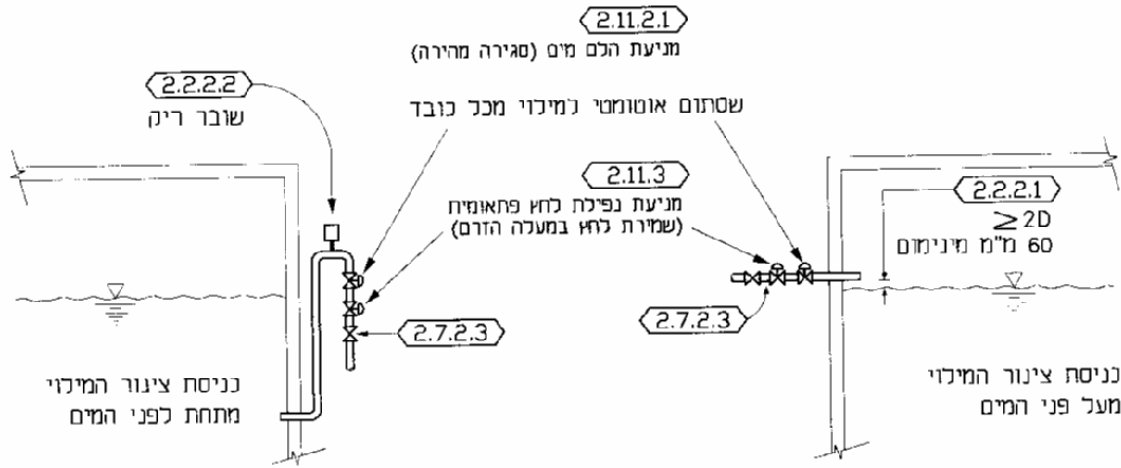 2.11.2.1
מניעת הלם מים (סגירה מהירה)
2.2.2.2
שובר ריק
שסתום אוטומטי למילוי מכל כובד
2.11.3
מניעת נפילת לחץ פתאומית
(שמירת לחץ במעלה הזרם)
2.2.2.1
≥ 2D
60 מ"מ מינימום
2.7.2.3
2.7.2.3
כניסת צינור המילוי
מתחת לפני המים
כניסת צינור המילוי
מעל פני המים